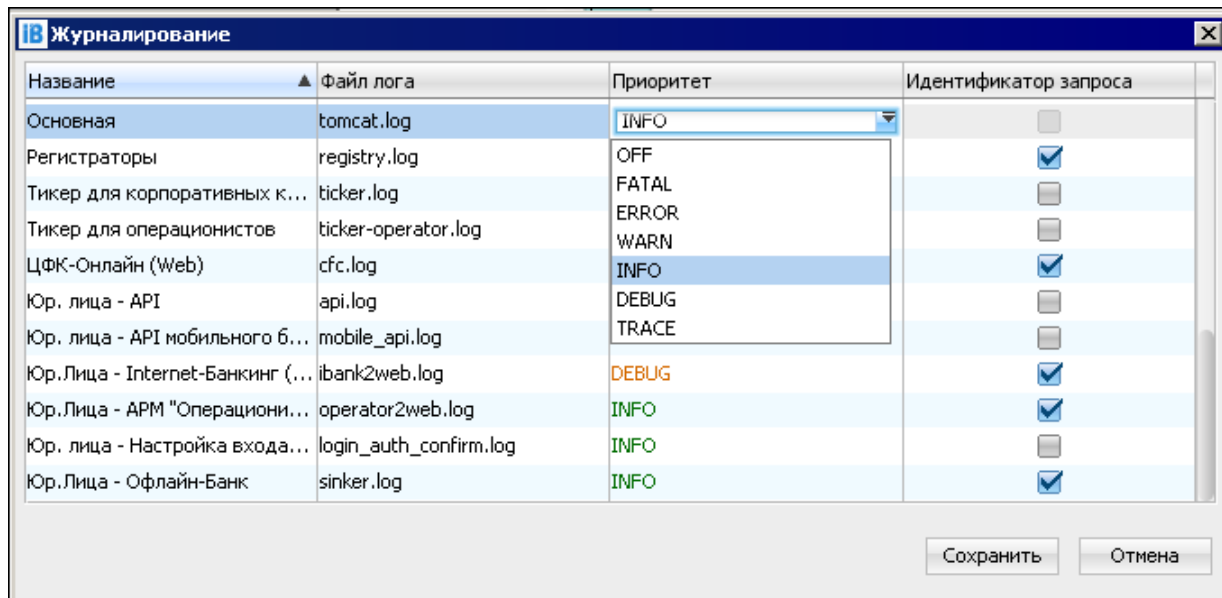 iB Журналирование
Название Файл лога Приоритет Идентификатор запроса
Основная tomcat.log INFO
Регистраторы registry.log OFF
Тикер для корпоративных к... ticker.log FATAL
ERROR
Тикер для операционистов ticker-operator.log WARN
ЦФК-Онлайн (Web) cfc.log INFO
Юр. лица - API api.log DEBUG
Юр. лица - API мобильного б... mobile_api.log TRACE
Юр.Лица - Internet-Банкинг (... ibank2web.log DEBUG
Юр.Лица - АРМ "Операциони... operator2web.log INFO
Юр. лица - Настройка входа... login_auth_confirm.log INFO
Юр.Лица - Офлайн-Банк sinker.log INFO
Сохранить Отмена